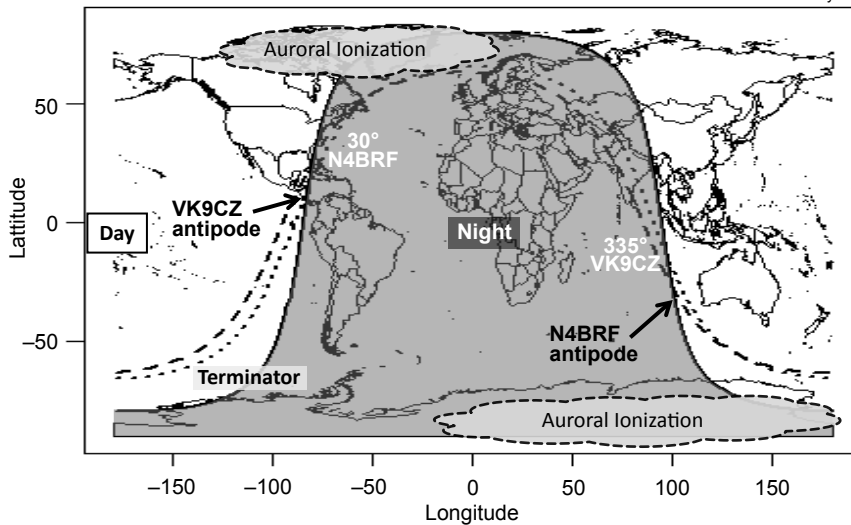 Auroral Ionization
50
30°
N4BRF
VK9CZ
antipode
Lattitude
0
Day
Night
335°
VK9CZ
N4BRF
antipode
–50
Terminator
Auroral Ionization
–150
–100
–50
0
50
100
150
Longitude